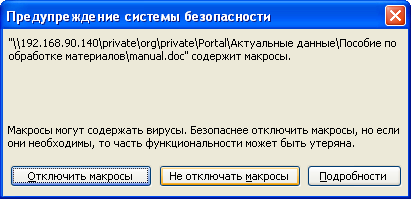 Предупреждение системы безопасности
"\\192.168.90.140\private\org\private\Portal\Актуальные данные\Пособие по
обработке материалов\manual.doc" содержит макросы.
Макросы могут содержать вирусы. Безопаснее отключить макросы, но если
они необходимы, то часть функциональности может быть утеряна.
Отключить макросы
Не отключать макросы
Подробности